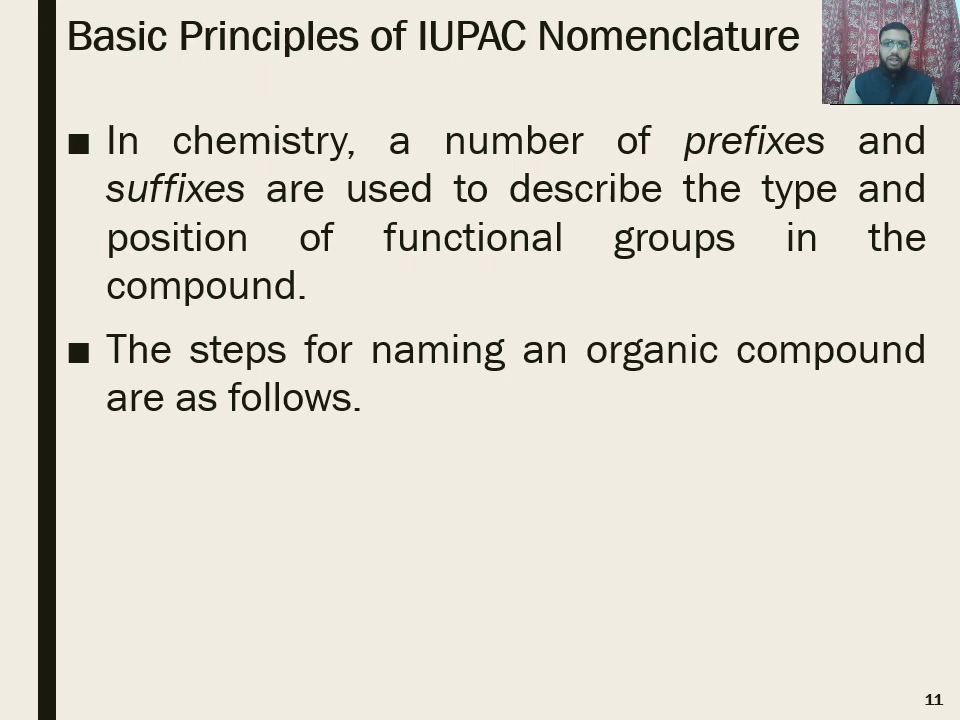 Basic Principles of IUPAC Nomenclature
■ In chemistry, a number of prefixes and
suffixes are used to describe the type and
position of functional groups in the
compound.
■ The steps for naming an organic compound
are as follows.
11